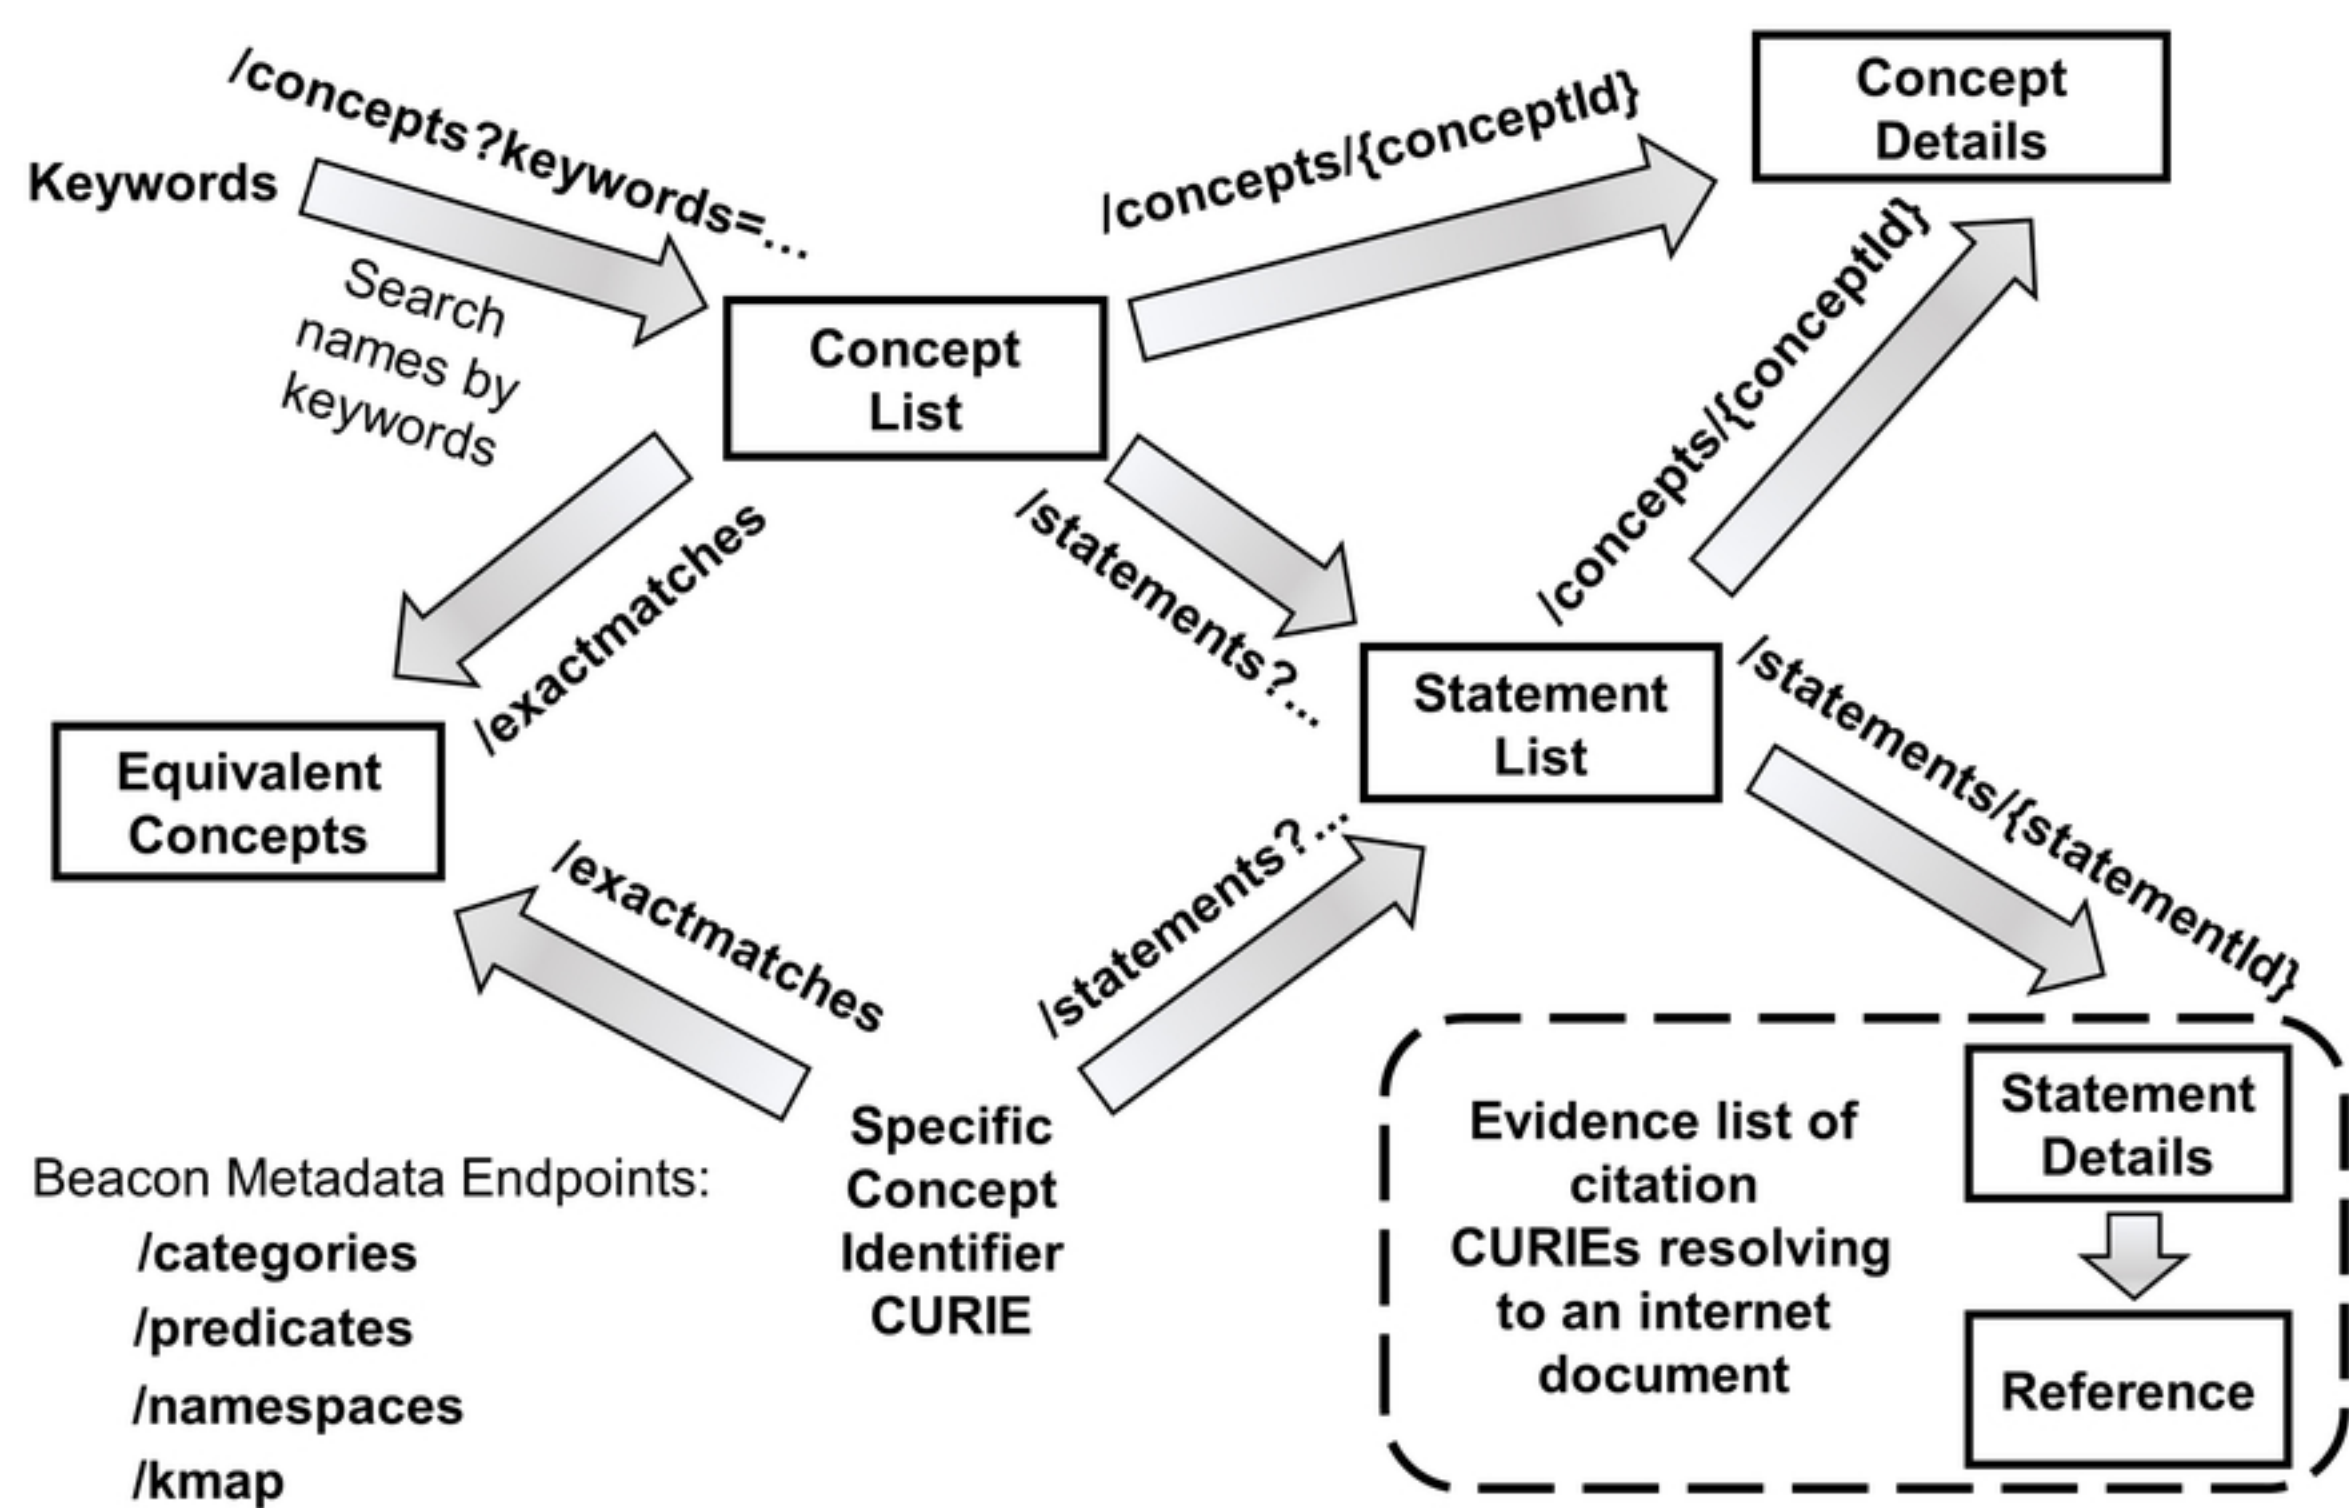 /concepts?keywords=...
Keywords
Search
names by
keywords
/concepts/{conceptId}
Concept
Details
Concept
List
/concepts/{conceptId}
/exactmatches
/statements?...
Statement
List
/statements/{statementId}
Equivalent
Concepts
/exactmatches
/statements?...
Specific
Concept
Identifier
CURIE
Beacon Metadata Endpoints:
/categories
/predicates
/namespaces
/kmap
Evidence list of
citation
CURIEs resolving
to an internet
document
Statement
Details
Reference